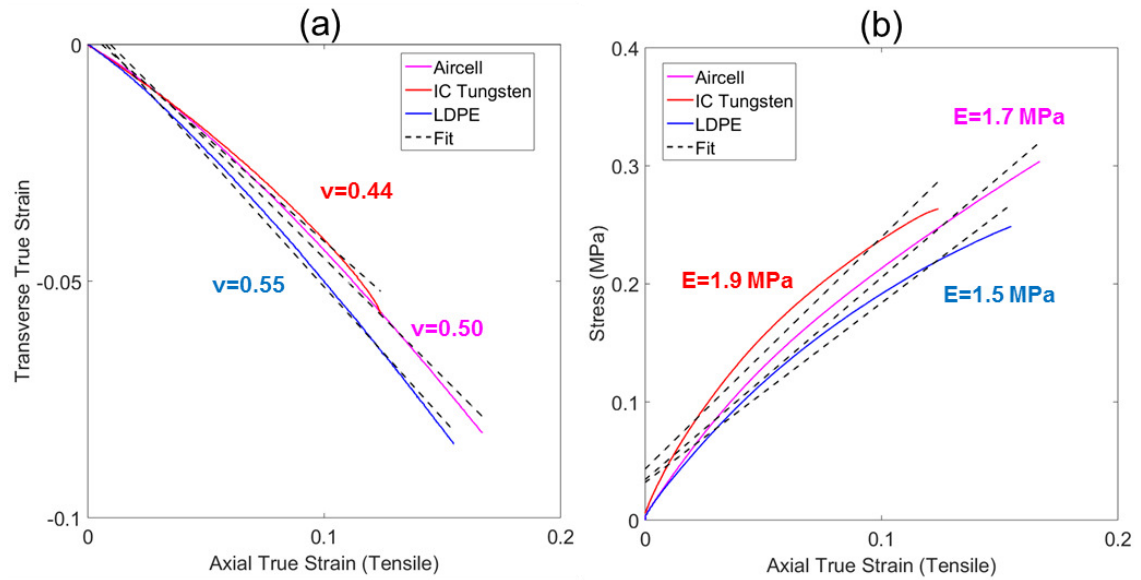 (a)
0
-0.05
-0.1
0
0.1
0.2
Transverse True Strain
Axial True Strain (Tensile)
Aircell
IC Tungsten
LDPE
Fit
ν=0.44
ν=0.55
ν=0.50
(b)
0.4
0.3
0.2
0.1
0
0
0.1
0.2
Stress (MPa)
Axial True Strain (Tensile)
Aircell
IC Tungsten
LDPE
Fit
E=1.7 MPa
E=1.9 MPa
E=1.5 MPa